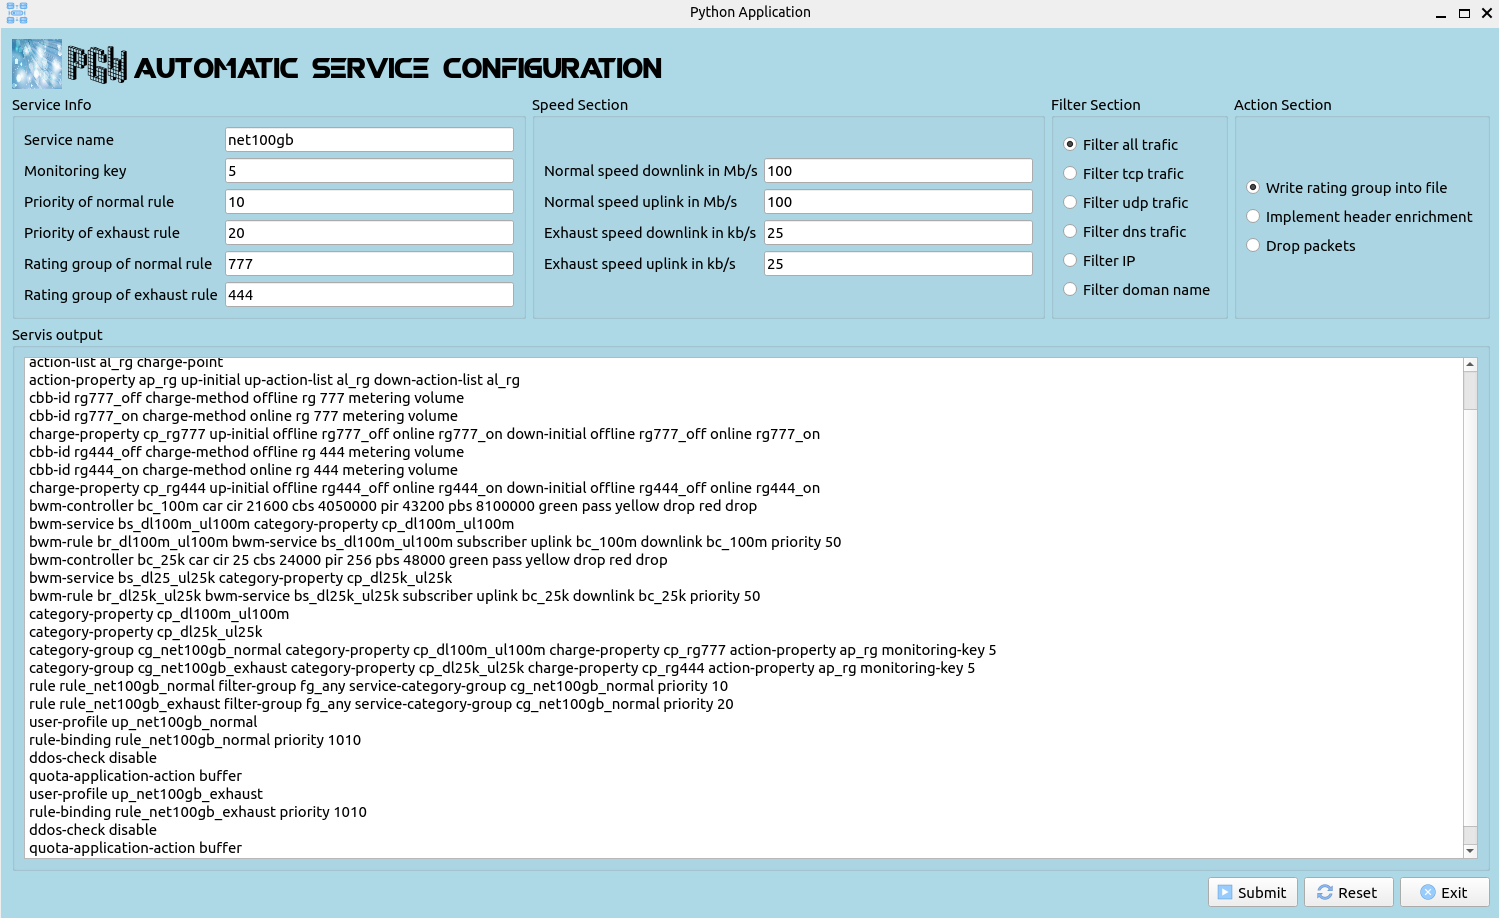 Python Application
PGW AUTOMATIC SERVICE CONFIGURATION
Service Info
Service name
net100gb
Monitoring key
5
Priority of normal rule
10
Priority of exhaust rule
20
Rating group of normal rule
777
Rating group of exhaust rule
444
Speed Section
Normal speed downlink in Mb/s
100
Normal speed uplink in Mb/s
100
Exhaust speed downlink in kb/s
25
Exhaust speed uplink in kb/s
25
Filter Section
Filter all trafic
Filter tcp trafic
Filter udp trafic
Filter dns trafic
Filter IP
Filter doman name
Action Section
Write rating group into file
Implement header enrichment
Drop packets
Servis output
action-list al_rg charge-point
action-property ap_rg up-initial up-action-list al_rg down-action-list al_rg
cbb-id rg777_off charge-method offline rg 777 metering volume
cbb-id rg777_on charge-method online rg 777 metering volume
charge-property cp_rg777 up-initial offline rg777_off online rg777_on down-initial offline rg777_off online rg777_on
cbb-id rg444_off charge-method offline rg 444 metering volume
cbb-id rg444_on charge-method online rg 444 metering volume
charge-property cp_rg444 up-initial offline rg444_off online rg444_on down-initial offline rg444_off online rg444_on
bwm-controller bc_100m car cir 21600 cbs 4050000 pir 43200 pbs 8100000 green pass yellow drop red drop
bwm-service bs_dl100m_ul100m category-property cp_dl100m_ul100m
bwm-rule br_dl100m_ul100m bwm-service bs_dl100m_ul100m subscriber uplink bc_100m downlink bc_100m priority 50
bwm-controller bc_25k car cir 25 cbs 24000 pir 256 pbs 48000 green pass yellow drop red drop
bwm-service bs_dl25_ul25k category-property cp_dl25k_ul25k
bwm-rule br_dl25k_ul25k bwm-service bs_dl25k_ul25k subscriber uplink bc_25k downlink bc_25k priority 50
category-property cp_dl100m_ul100m
category-property cp_dl25k_ul25k
category-group cg_net100gb_normal category-property cp_dl100m_ul100m charge-property cp_rg777 action-property ap_rg monitoring-key 5
category-group cg_net100gb_exhaust category-property cp_dl25k_ul25k charge-property cp_rg444 action-property ap_rg monitoring-key 5
rule rule_net100gb_normal filter-group fg_any service-category-group cg_net100gb_normal priority 10
rule rule_net100gb_exhaust filter-group fg_any service-category-group cg_net100gb_normal priority 20
user-profile up_net100gb_normal
rule-binding rule_net100gb_normal priority 1010
ddos-check disable
quota-application-action buffer
user-profile up_net100gb_exhaust
rule-binding rule_net100gb_exhaust priority 1010
ddos-check disable
quota-application-action buffer
Submit
Reset
Exit